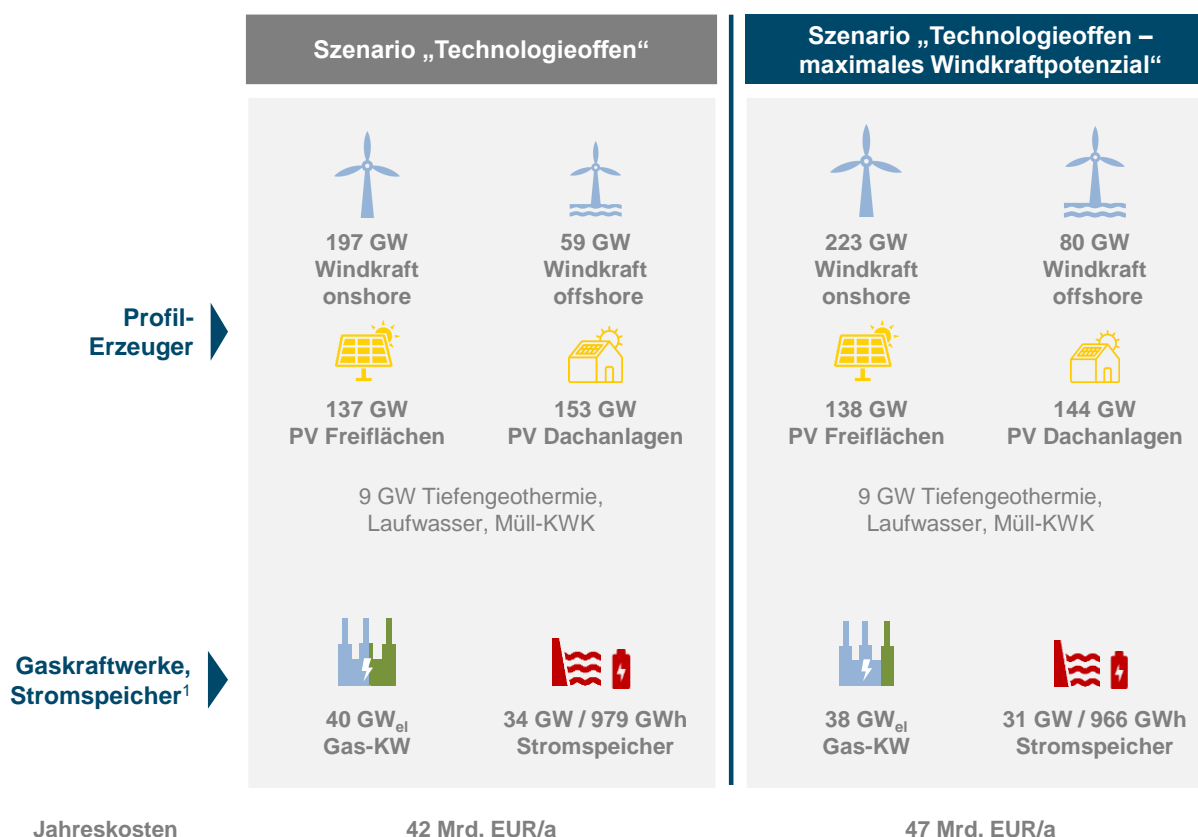 Szenario „Technologieoffen“
Szenario „Technologieoffen –
maximales Windkraftpotenzial“
Profil-
Erzeuger
197 GW
Windkraft
onshore
59 GW
Windkraft
offshore
137 GW
PV Freiflächen
153 GW
PV Dachanlagen
9 GW Tiefengeothermie,
Laufwasser, Müll-KWK
223 GW
Windkraft
onshore
80 GW
Windkraft
offshore
138 GW
PV Freiflächen
144 GW
PV Dachanlagen
9 GW Tiefengeothermie,
Laufwasser, Müll-KWK
Gaskraftwerke,
Stromspeicher¹
40 GWel
Gas-KW
34 GW / 979 GWh
Stromspeicher
38 GWel
Gas-KW
31 GW / 966 GWh
Stromspeicher
Jahreskosten
42 Mrd. EUR/a
47 Mrd. EUR/a